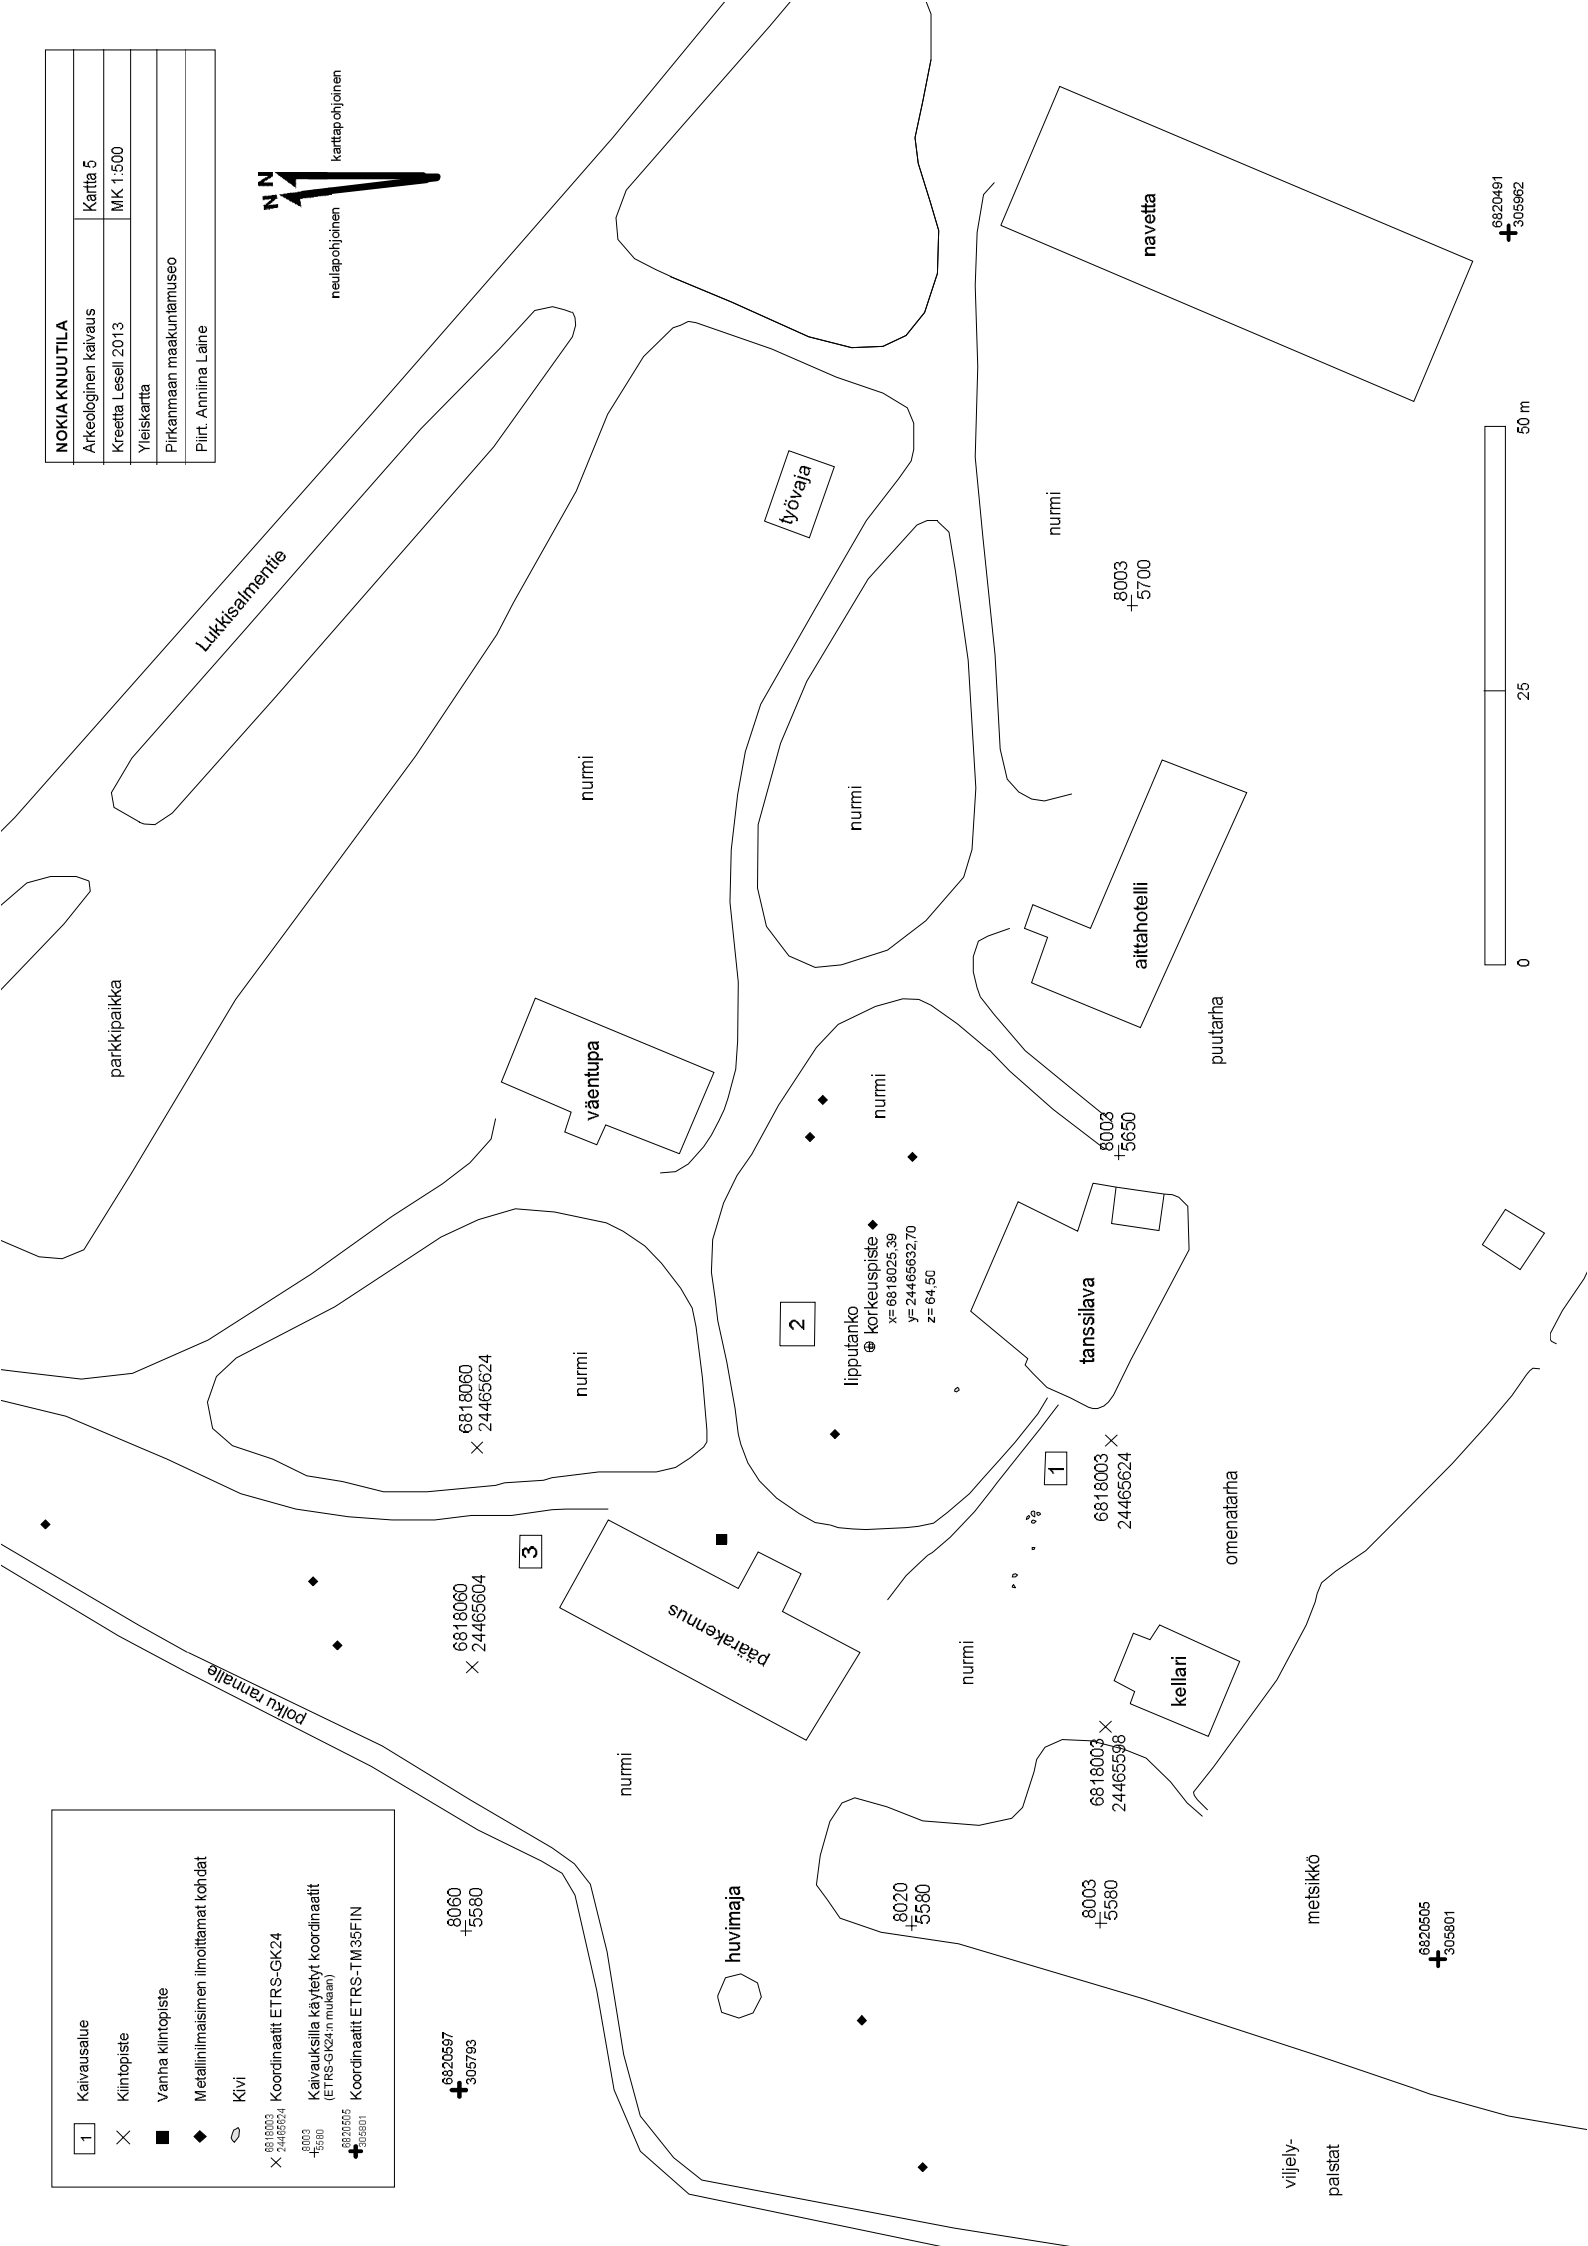 NOKIA KNUUTILA
Arkeologinen kaivaus Kartta 5
Kreetta Lesell 2013 MK 1:500
Yleiskartta
Pirkanmaan maakuntamuseo
Piirt. Anniina Laine
N N
neulapohjoinen karttapohjoinen
1 Kaivausalue
Kiintopiste
Vanha kiintopiste
Metallinilmaisimen ilmoittamat kohdat
Kivi
6818003
24465624
Koordinaatit ETRS-GK24
8003
5580
Kaivauksilla käytetyt koordinaatit
(ETRS-GK24:n mukaan)
6820505
305801
Koordinaatit ETRS-TM35FIN
parkkipaikka
Lukkisalmentie
polku rannalle
6820597
305793
8060
5580
6818060
24465604
3
6818060
24465624
nurmi
väentupa
nurmi
nurmi
päärakennus
huvimaja
työvaja
2
lipputanko
korkeuspiste
x= 6818025,39
y= 24465632,70
z= 64,50
nurmi
nurmi
8020
5580
nurmi
1
tanssilava
nurmi
navetta
8003
5580
6818003
24465598
kellari
6818003
24465624
8003
5650
aittahotelli
8003
5700
omenatarha
puutarha
metsikkö
viljely-
palstat
6820505
305801
6820491
305962
0 25 50 m